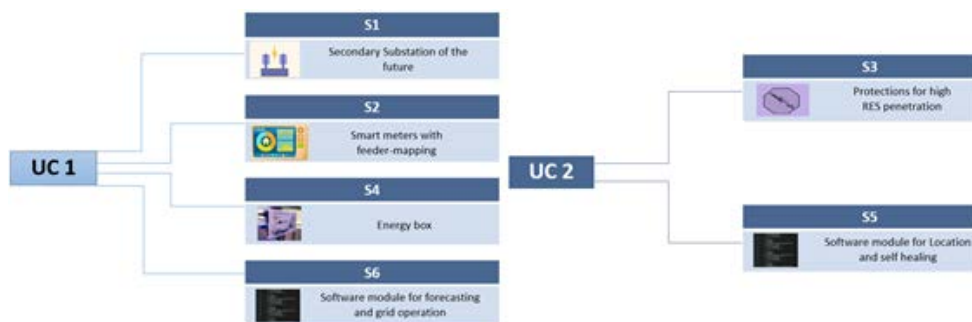 UC 1
S1
Secondary Substation of the
future
S2
Smart meters with
feeder-mapping
S4
Energy box
S6
Software module for forecasting
and grid operation
UC 2
S3
Protections for high
RES penetration
S5
Software module for Location
and self healing